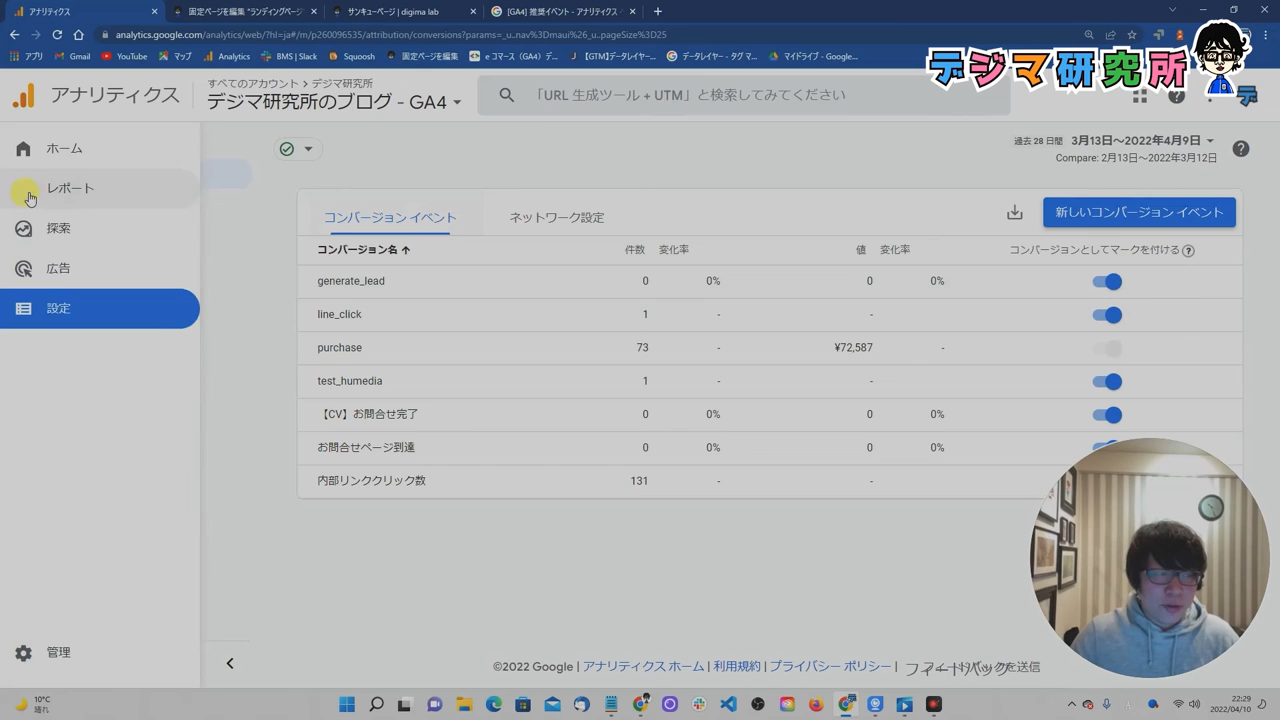 アナリティクス
固定ページを編集 "ランディングページ
サンキューページ | digima lab
[GA4] 推奨イベント - アナリティクス ヘ
analytics.google.com/analytics/web/?hl=ja#/m/p260096535/attribution/conversions?params=_u..nav%3Dmaui%26_u..pageSize%3D25
アプリ
Gmail
YouTube
マップ
Analytics
BMS | Slack
Squoosh
固定ページを編集
eコマース（GA4） - デ...
【GTM】データレイヤー...
データレイヤー - タグ マ...
マイドライブ - Google...
デジマ研究所
アナリティクス
すべてのアカウント > デジマ研究所
デジマ研究所のブログ - GA4
「URL 生成ツール + UTM」と検索してみてください
ホーム
レポート
探索
広告
設定
管理
過去 28 日間 3月13日～2022年4月9日
Compare: 2月13日～2022年3月12日
コンバージョン イベント
ネットワーク設定
新しいコンバージョン イベント
コンバージョン名 件数 変化率 値 変化率 コンバージョンとしてマークを付ける
generate_lead 0 0% 0 0%
line_click 1 - -
purchase 73 - ¥72,587 -
test_humedia 1 - -
【CV】お問合せ完了 0 0% 0 0%
お問合せページ到達 0 0% 0 0%
内部リンククリック数 131 - -
©2022 Google | アナリティクス ホーム | 利用規約 | プライバシー ポリシー | フィードバックを送信
10°C
晴れ
22:29
2022/04/10